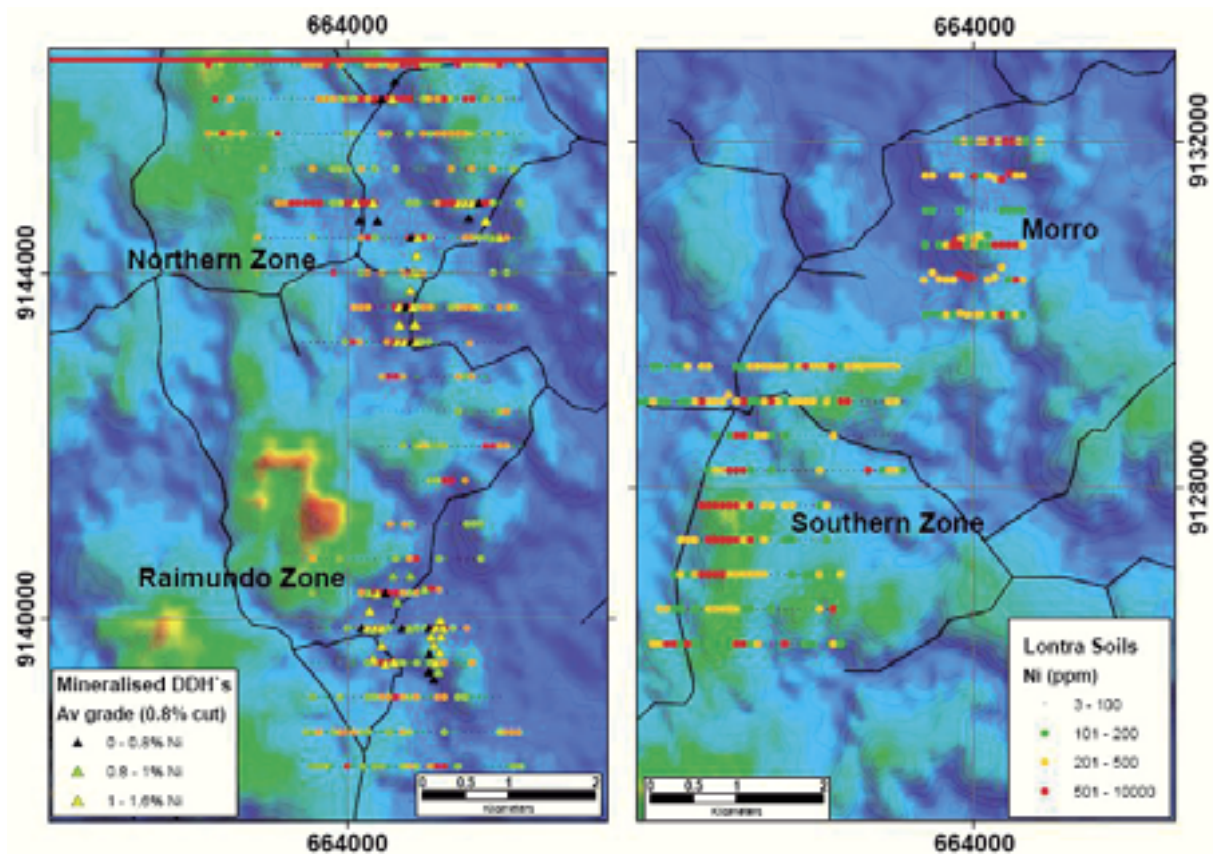 664000
664000
9144000
9140000
Northern Zone
Raimundo Zone
Mineralised DDH´s
Av grade (0.8% cut)
0 - 0.8% Ni
0.8 - 1% Ni
1 - 1.6% Ni
0 0.5 1 2
Kilometers
664000
9132000
9128000
Morro
Southern Zone
Lontra Soils
Ni (ppm)
3 - 100
101 - 200
201 - 500
501 - 10000
0 0.5 1 2
Kilometers
664000